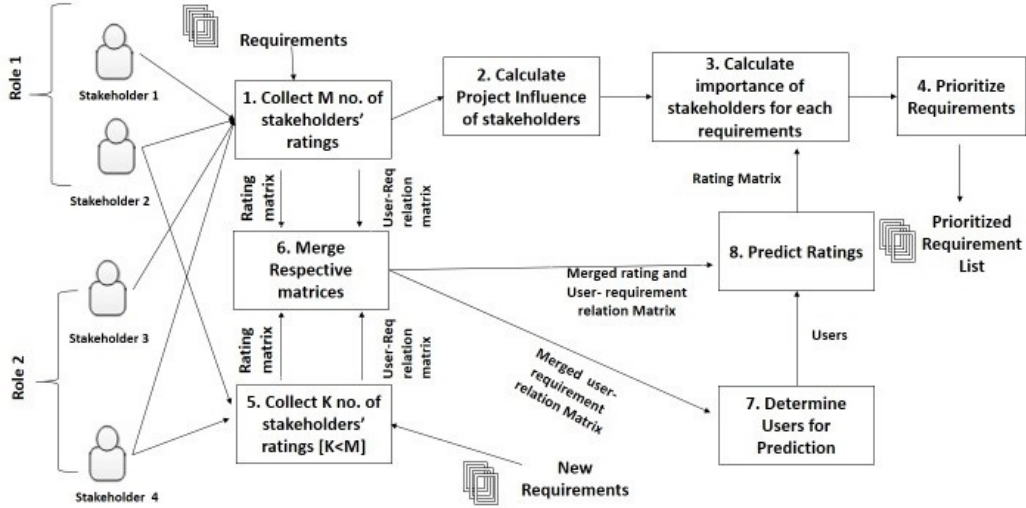 Role 1
Stakeholder 1
Stakeholder 2
Requirements
1. Collect M no. of
stakeholders'
ratings
2. Calculate
Project Influence
of stakeholders
3. Calculate
importance of
stakeholders for each
requirements
4. Prioritize
Requirements
Rating
matrix
User-Req
relation
matrix
Rating Matrix
Prioritized
Requirement
List
6. Merge
Respective
matrices
8. Predict Ratings
Merged rating and
User- requirement
relation Matrix
Role 2
Stakeholder 3
Stakeholder 4
Rating
matrix
User-Req
relation
matrix
Merged user-
requirement
relation Matrix
Users
5. Collect K no. of
stakeholders'
ratings [K<M]
7. Determine
Users for
Prediction
New
Requirements